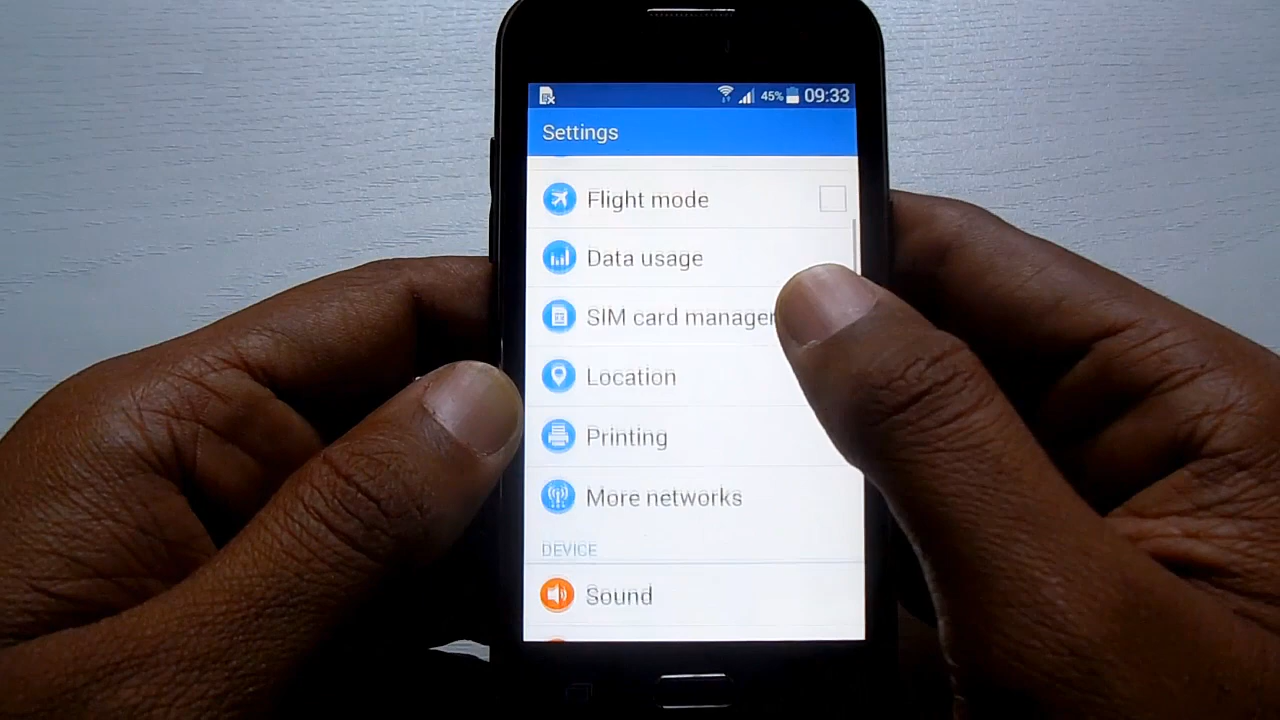 45% 09:33
Settings
Flight mode
Data usage
SIM card manager
Location
Printing
More networks
DEVICE
Sound